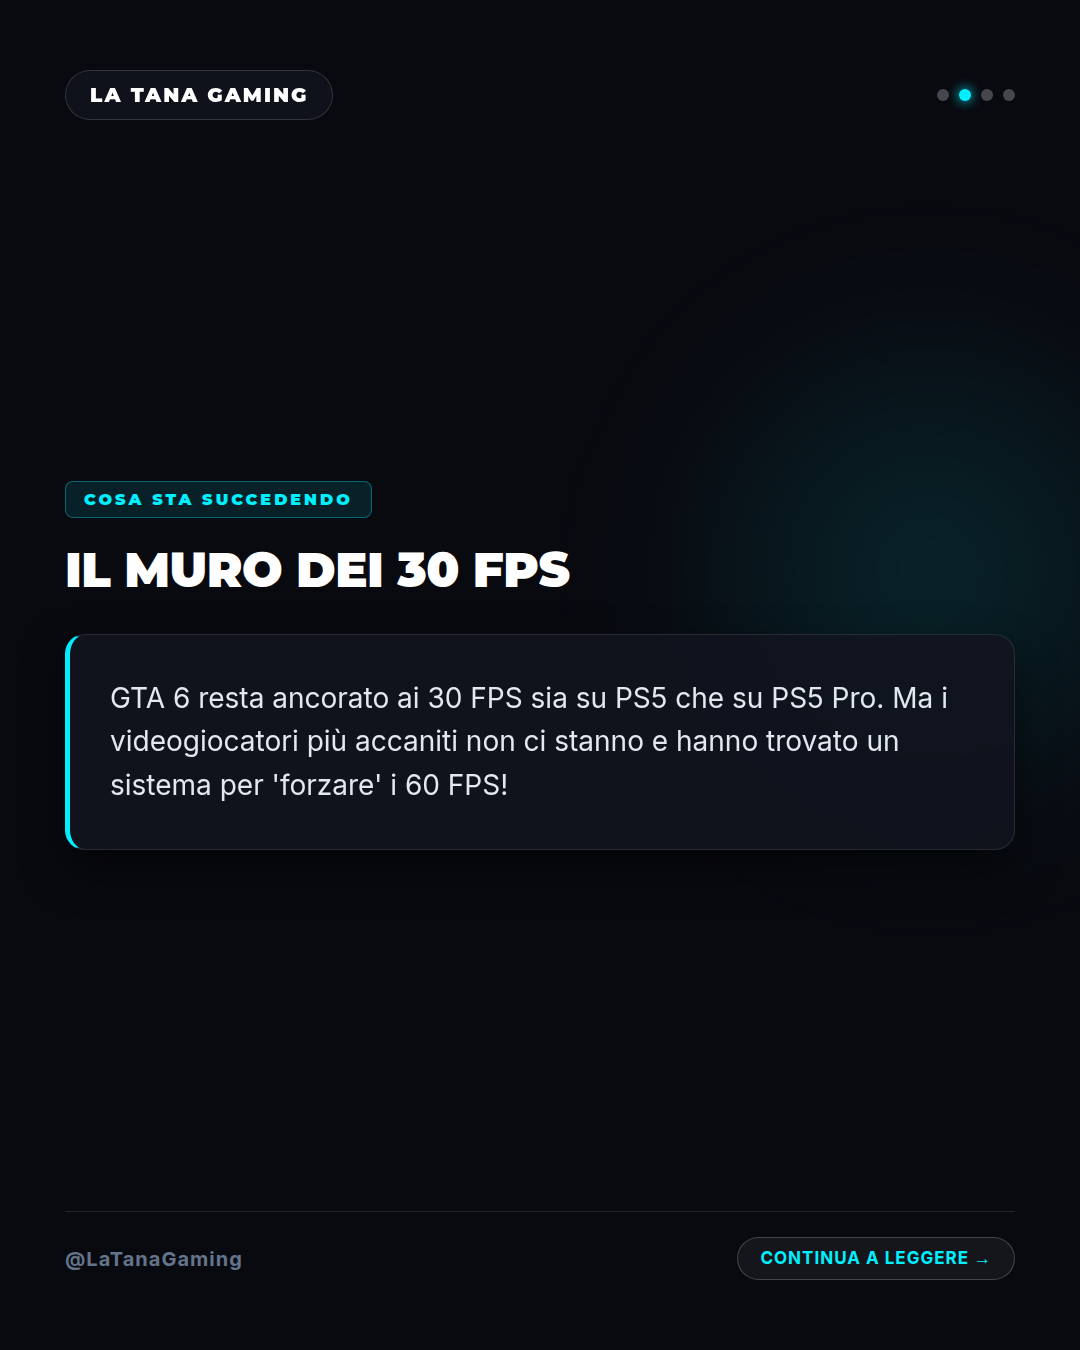 LA TANA GAMING
COSA STA SUCCEDENDO
IL MURO DEI 30 FPS
GTA 6 resta ancorato ai 30 FPS sia su PS5 che su PS5 Pro. Ma i
videogiocatori più accaniti non ci stanno e hanno trovato un
sistema per 'forzare' i 60 FPS!
@LaTanaGaming
CONTINUA A LEGGERE →